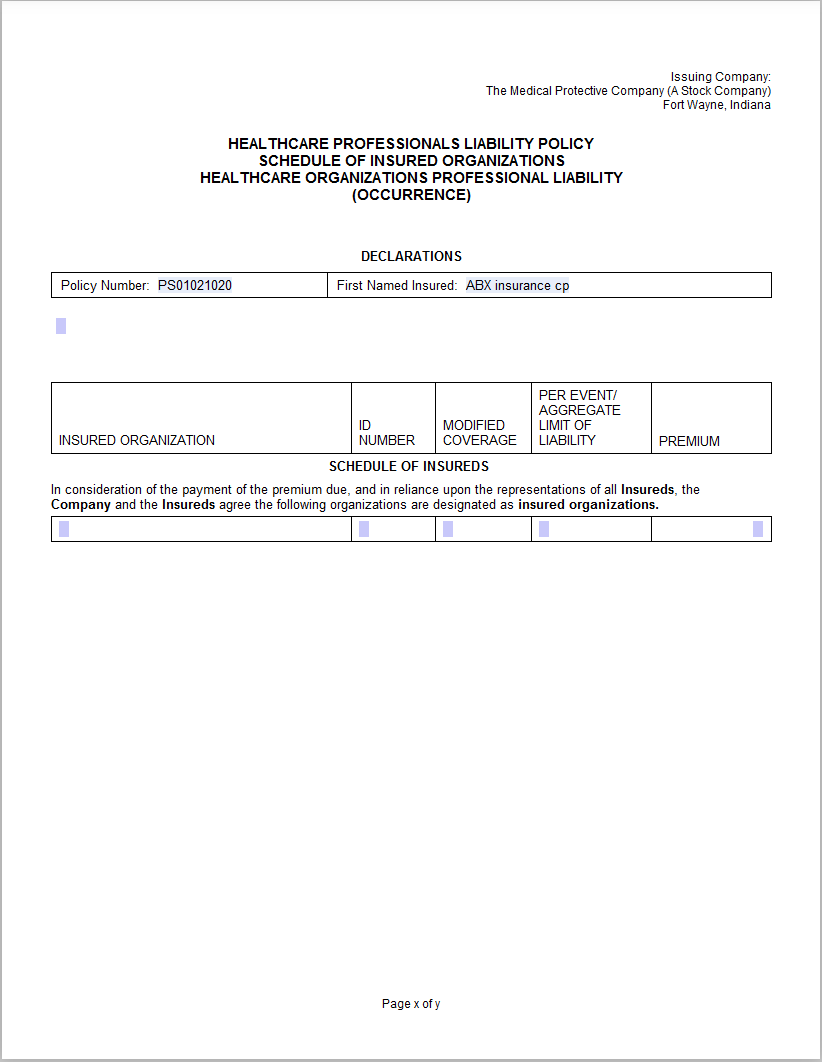 Issuing Company:
The Medical Protective Company (A Stock Company)
Fort Wayne, Indiana
HEALTHCARE PROFESSIONALS LIABILITY POLICY
SCHEDULE OF INSURED ORGANIZATIONS
HEALTHCARE ORGANIZATIONS PROFESSIONAL LIABILITY
(OCCURRENCE)
DECLARATIONS
Policy Number: PS01021020 First Named Insured: ABX insurance cp
INSURED ORGANIZATION
ID
NUMBER
MODIFIED
COVERAGE
PER EVENT/
AGGREGATE
LIMIT OF
LIABILITY
PREMIUM
SCHEDULE OF INSUREDS
In consideration of the payment of the premium due, and in reliance upon the representations of all Insureds, the
Company and the Insureds agree the following organizations are designated as insured organizations.
Page x of y